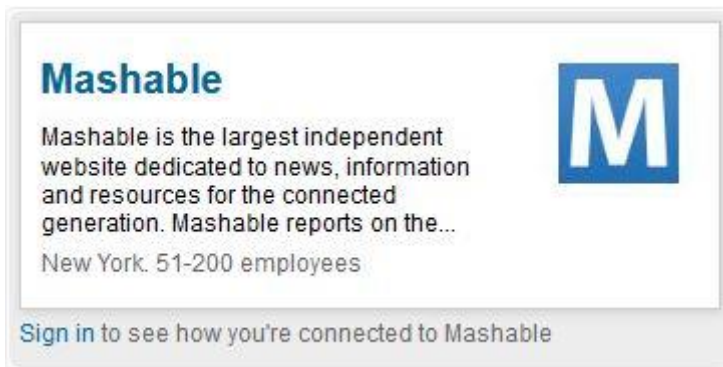 Mashable
M
Mashable is the largest independent
website dedicated to news, information
and resources for the connected
generation. Mashable reports on the...
New York. 51-200 employees
Sign in to see how you're connected to Mashable